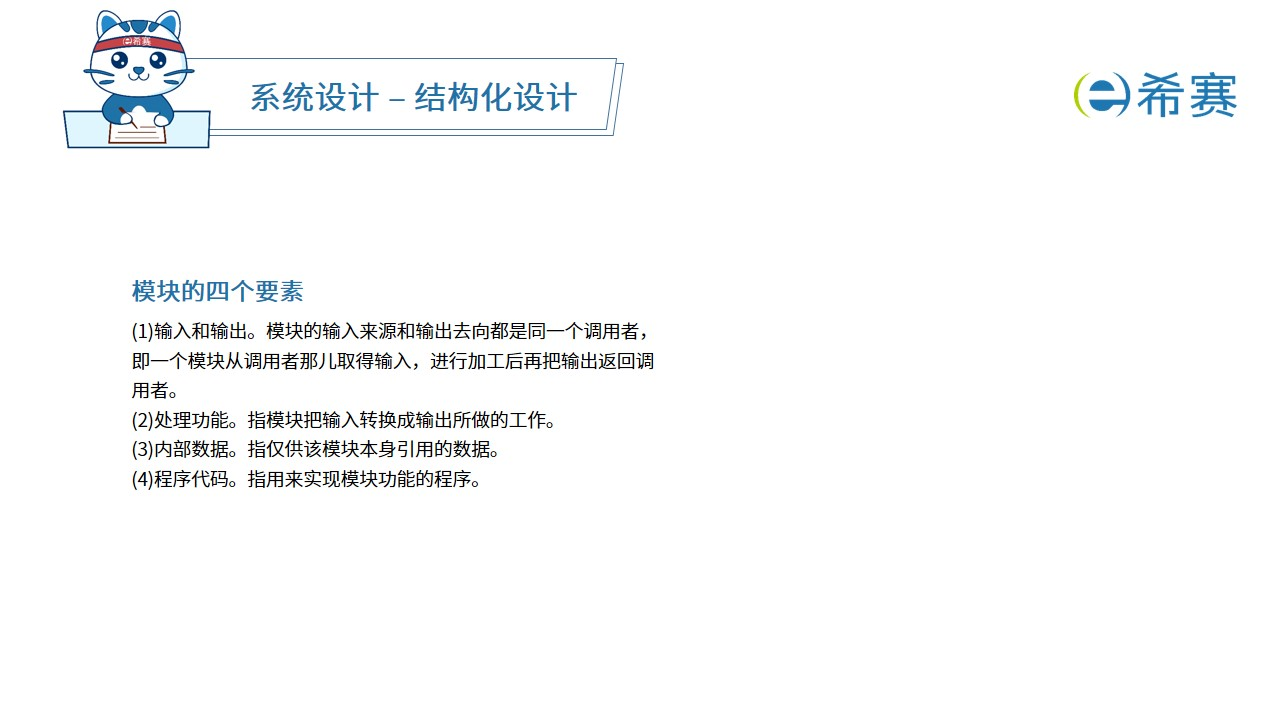 希赛
系统设计 – 结构化设计
希赛
模块的四个要素
(1)输入和输出。模块的输入来源和输出去向都是同一个调用者，
即一个模块从调用者那儿取得输入，进行加工后再把输出返回调
用者。
(2)处理功能。指模块把输入转换成输出所做的工作。
(3)内部数据。指仅供该模块本身引用的数据。
(4)程序代码。指用来实现模块功能的程序。